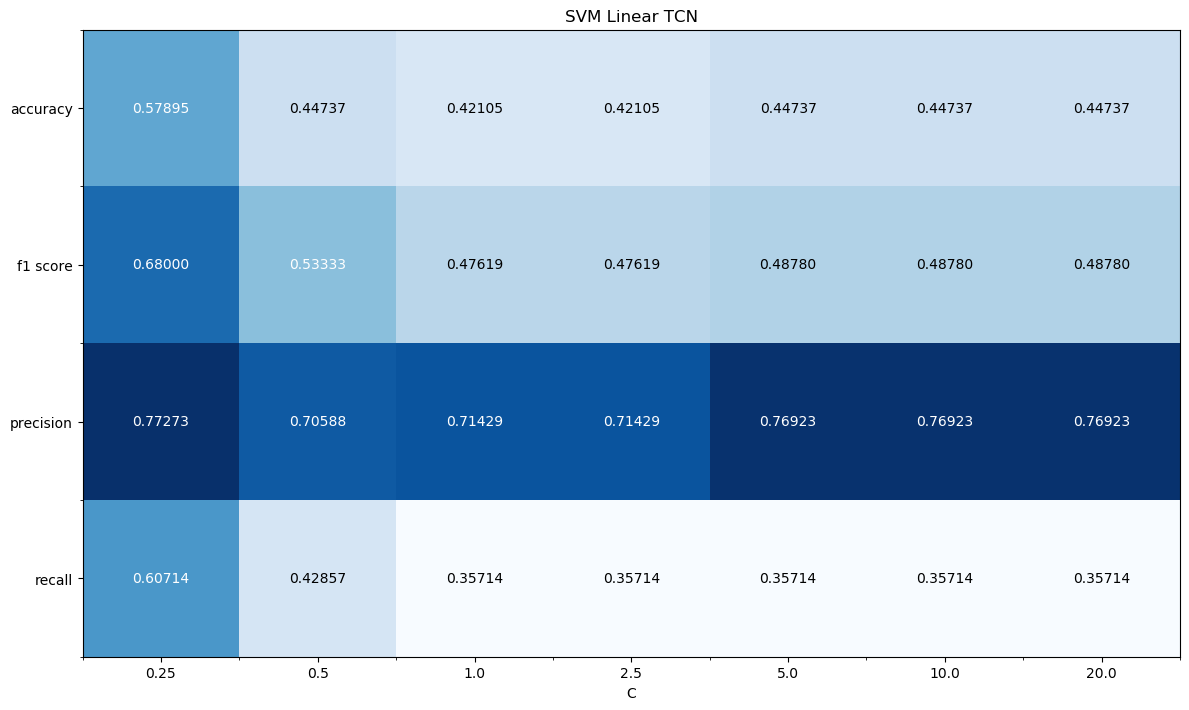 SVM Linear TCN
accuracy 0.57895 0.44737 0.42105 0.42105 0.44737 0.44737 0.44737
f1 score 0.68000 0.53333 0.47619 0.47619 0.48780 0.48780 0.48780
precision 0.77273 0.70588 0.71429 0.71429 0.76923 0.76923 0.76923
recall 0.60714 0.42857 0.35714 0.35714 0.35714 0.35714 0.35714
0.25 0.5 1.0 2.5 5.0 10.0 20.0
C